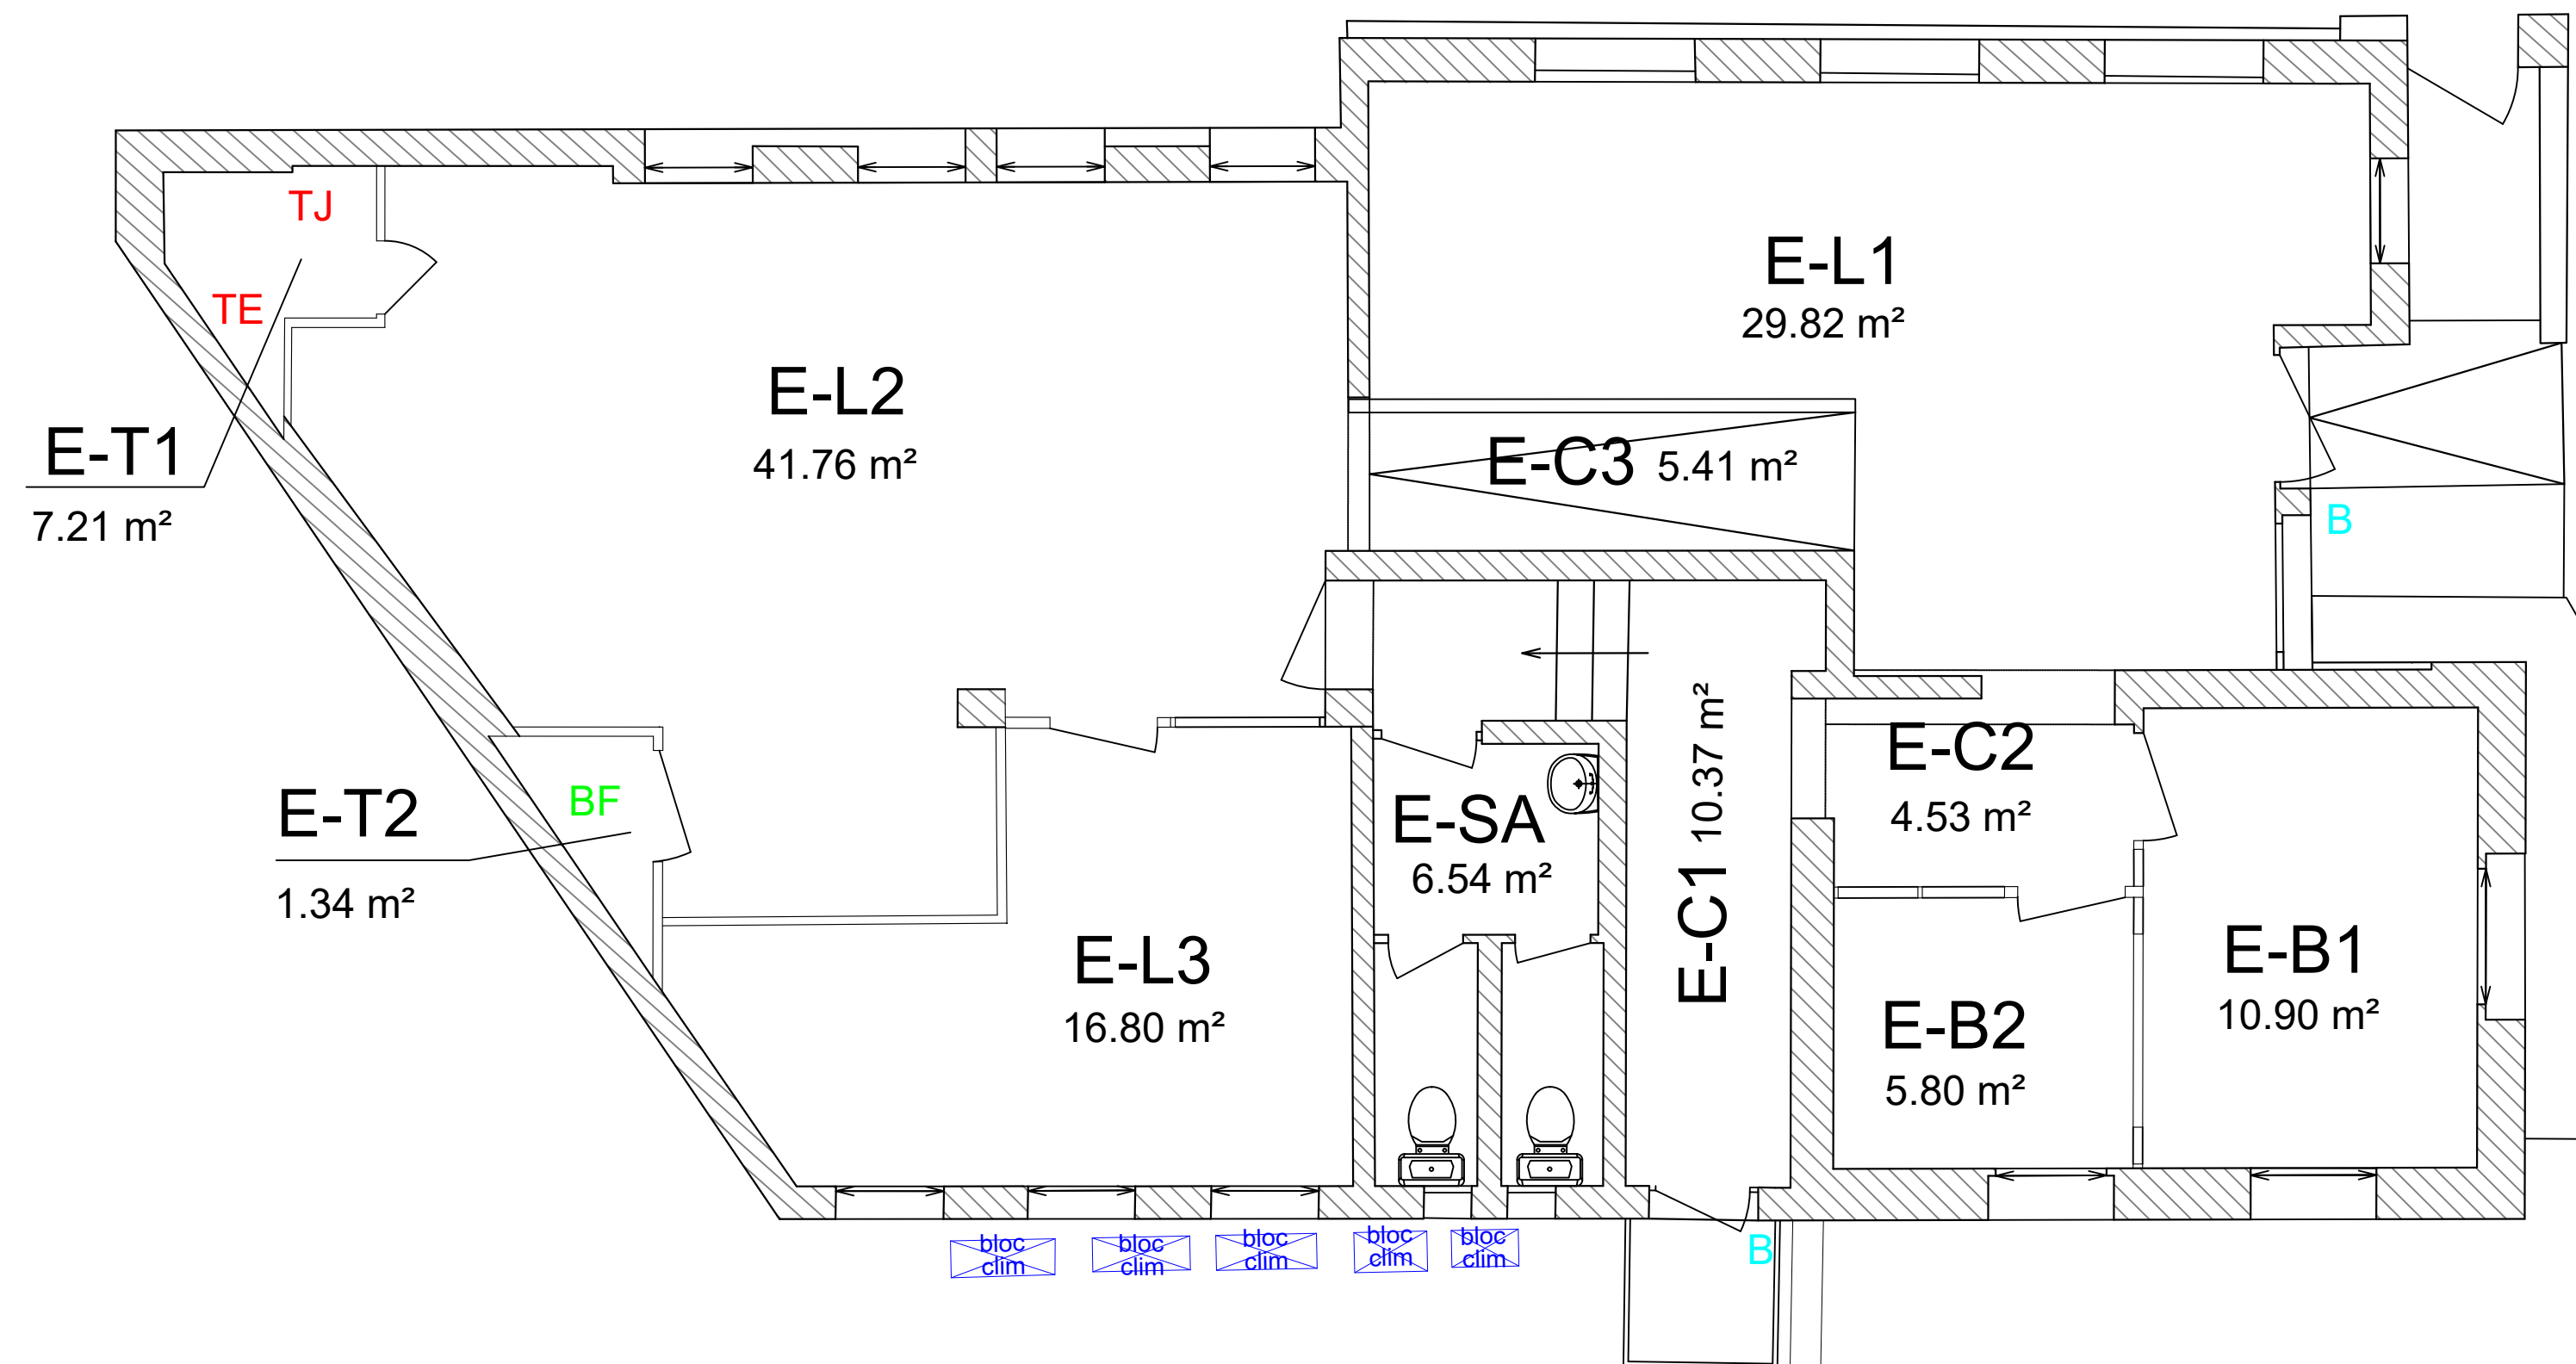 TJ
TE
E-L1
29.82 m²
E-L2
41.76 m²
E-T1
7.21 m²
E-C3 5.41 m²
B
E-C1 10.37 m²
E-C2
4.53 m²
E-T2
1.34 m²
BF
E-SA
6.54 m²
E-L3
16.80 m²
E-B1
10.90 m²
E-B2
5.80 m²
bloc
clim
bloc
clim
bloc
clim
bloc
clim
bloc
clim
B